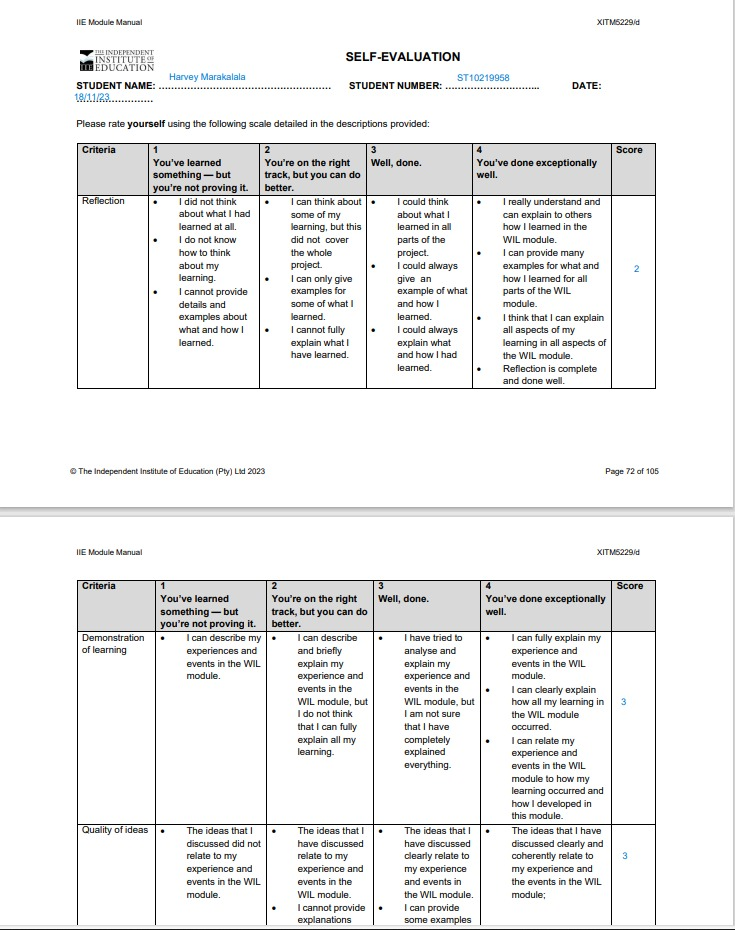 IIE Module Manual XITM5229/d
THE INDEPENDENT
INSTITUTE OF
IIE EDUCATION
SELF-EVALUATION
Harvey Marakalala ST10219958
STUDENT NAME: ……………………………………………… STUDENT NUMBER: ………………………... DATE:
18/11/23
……………………
Please rate yourself using the following scale detailed in the descriptions provided:
Criteria 1 2 3 4 Score
You've learned You're on the right Well, done. You've done exceptionally
something — but track, but you can do well.
you're not proving it. better.
Reflection • I did not think • I can think about • I could think • I really understand and
about what I had some of my about what I can explain to others
learned at all. learning, but this learned in all how I learned in the
• I do not know did not cover parts of the WIL module.
how to think the whole project. • I can provide many
about my project. • I could always examples for what and 2
learning. • I can only give give an how I learned for all
• I cannot provide examples for example of what parts of the WIL
details and some of what I and how I module.
examples about learned. learned. • I think that I can explain
what and how I • I cannot fully • I could always all aspects of my
learned. explain what I explain what learning in all aspects of
have learned. and how I had the WIL module.
learned. • Reflection is complete
and done well.
© The Independent Institute of Education (Pty) Ltd 2023 Page 72 of 105
IIE Module Manual XITM5229/d
Criteria 1 2 3 4 Score
You've learned You're on the right Well, done. You've done exceptionally
something — but track, but you can do well.
you're not proving it. better.
Demonstration • I can describe my • I can describe • I have tried to • I can fully explain my
of learning experiences and and briefly analyse and experience and
events in the WIL explain my explain my events in the WIL
module. experience and experience and module.
events in the events in the • I can clearly explain
WIL module, but WIL module, but how all my learning in 3
I do not think I am not sure the WIL module
that I can fully that I have occurred.
explain all my completely • I can relate my
learning. explained experience and
everything. events in the WIL
module to how my
learning occurred and
how I developed in
this module.
Quality of ideas • The ideas that I • The ideas that I • The ideas that I • The ideas that I have
discussed did not have discussed have discussed discussed clearly and
relate to my relate to my clearly relate to coherently relate to 3
experience and experience and my experience my experience and
events in the WIL events in the and events in the events in the WIL
module. WIL module. the WIL module. module;
• I cannot provide • I can provide
explanations some examples